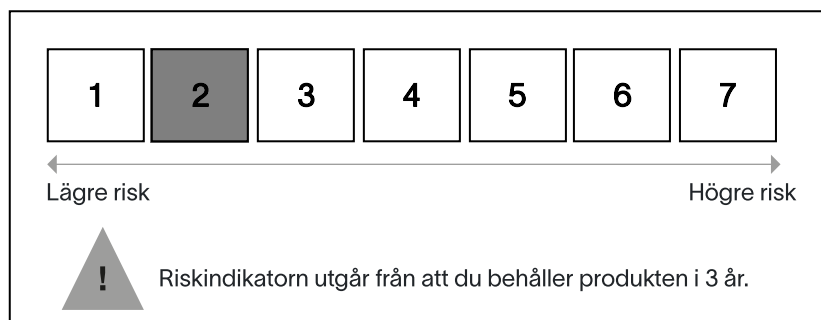 1 2 3 4 5 6 7
Lägre risk Högre risk
! Riskindikatorn utgår från att du behåller produkten i 3 år.